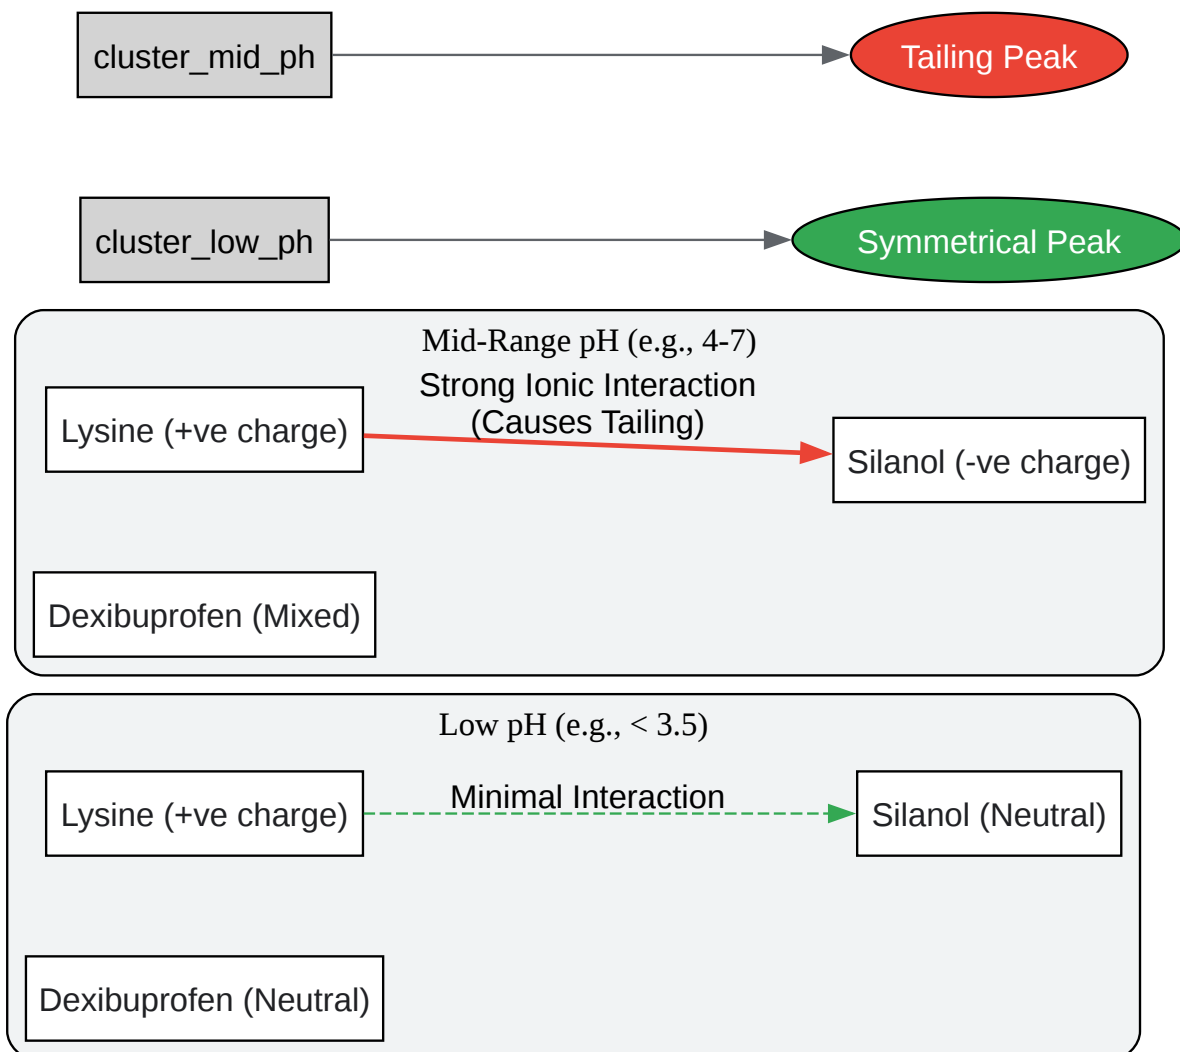 cluster_mid_ph
Tailing Peak
cluster_low_ph
Symmetrical Peak
Mid-Range pH (e.g., 4-7)
Strong Ionic Interaction
(Causes Tailing)
Lysine (+ve charge)
Silanol (-ve charge)
Dexibuprofen (Mixed)
Low pH (e.g., < 3.5)
Lysine (+ve charge)
Minimal Interaction
Silanol (Neutral)
Dexibuprofen (Neutral)